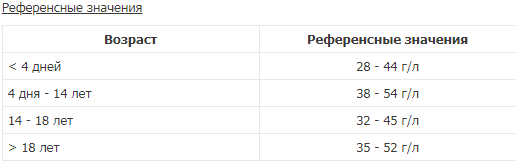 Референсные значения
Возраст Референсные значения
< 4 дней 28 - 44 г/л
4 дня - 14 лет 38 - 54 г/л
14 - 18 лет 32 - 45 г/л
> 18 лет 35 - 52 г/л